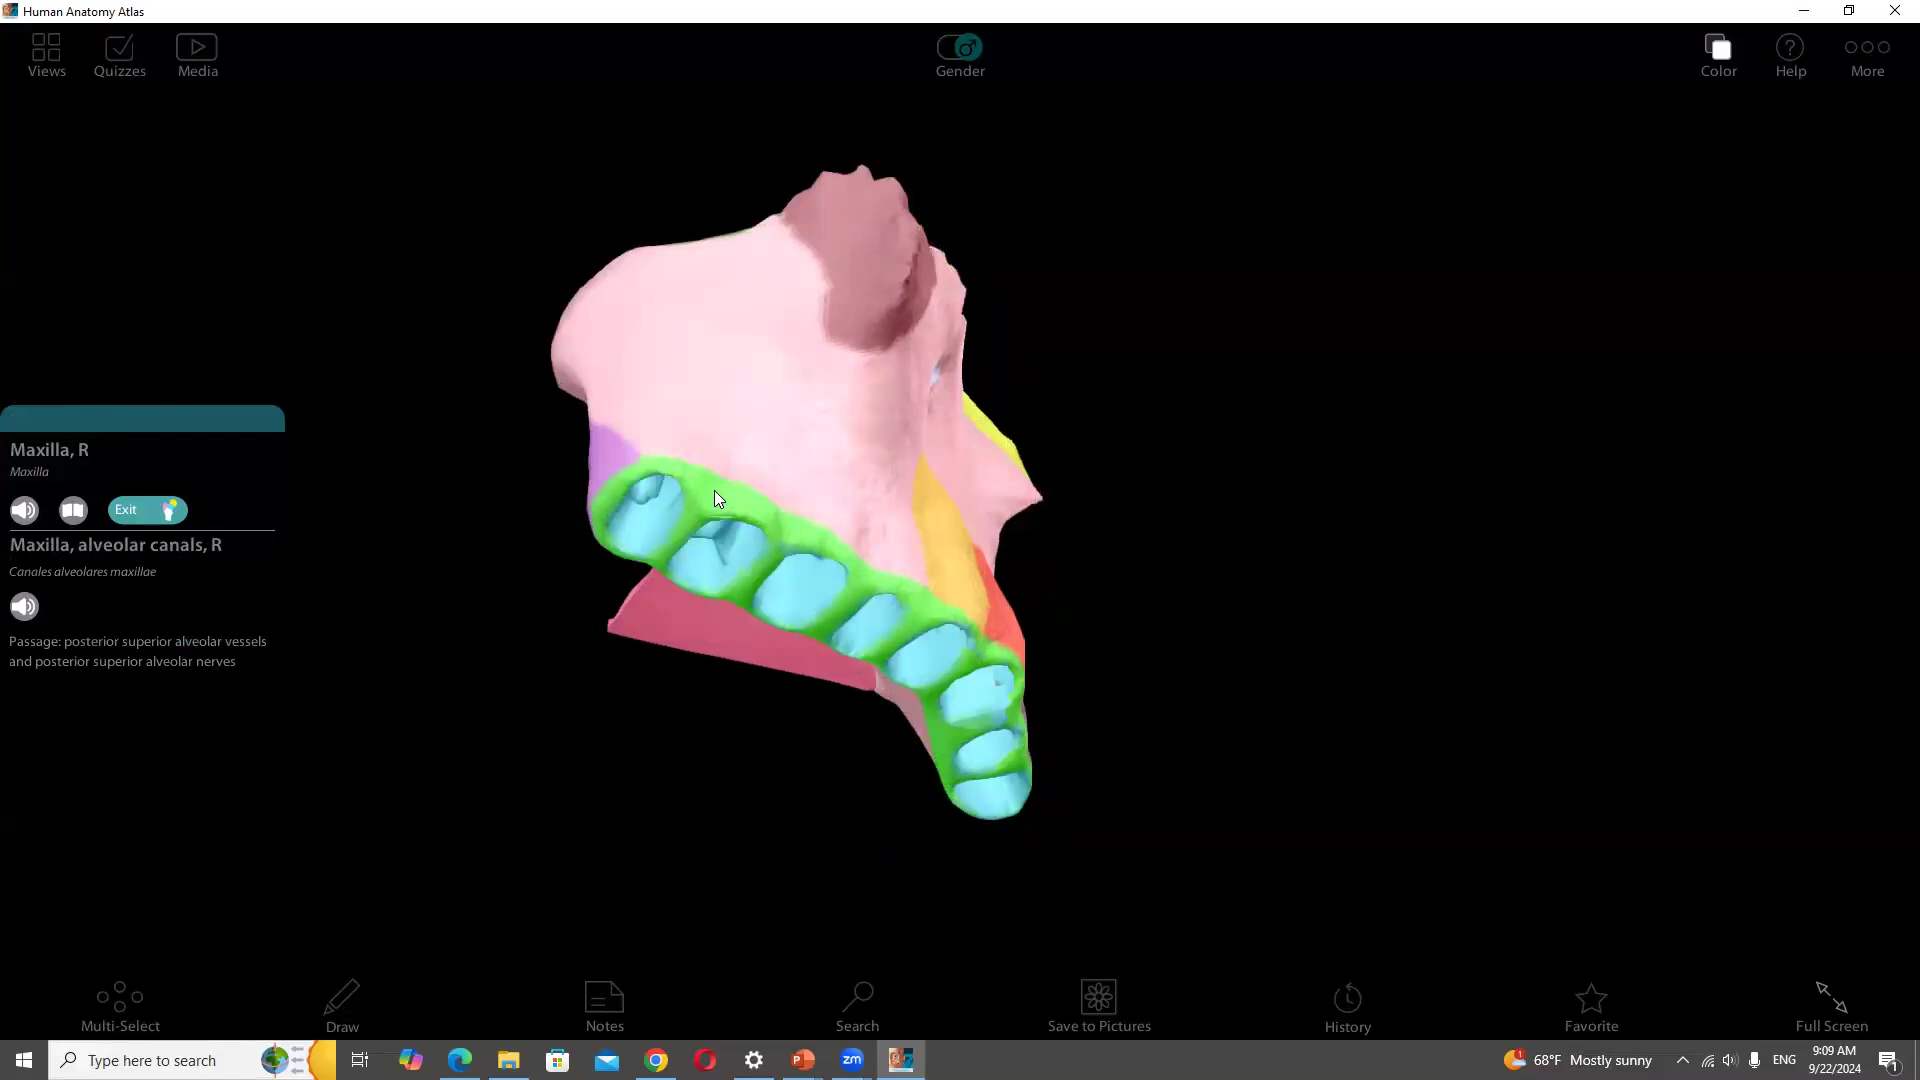 Human Anatomy Atlas
Views
Quizzes
Media
Gender
Color
Help
More
Maxilla, R
Maxilla
Exit
Maxilla, alveolar canals, R
Canales alveolares maxillae
Passage: posterior superior alveolar vessels
and posterior superior alveolar nerves
Multi-Select
Draw
Notes
Search
Save to Pictures
History
Favorite
Full Screen
Type here to search
zm
68°F Mostly sunny
ENG
9:09 AM
9/22/2024